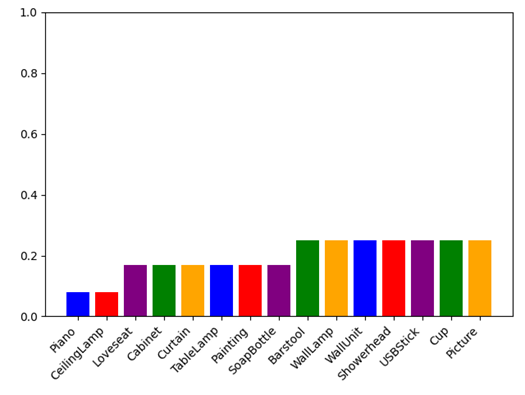 1.0
0.8
0.6
0.4
0.2
0.0
Piano
CeilingLamp
Loveseat
Cabinet
Curtain
TableLamp
Painting
SoapBottle
Barstool
WallLamp
WallUnit
Showerhead
USBStick
Cup
Picture